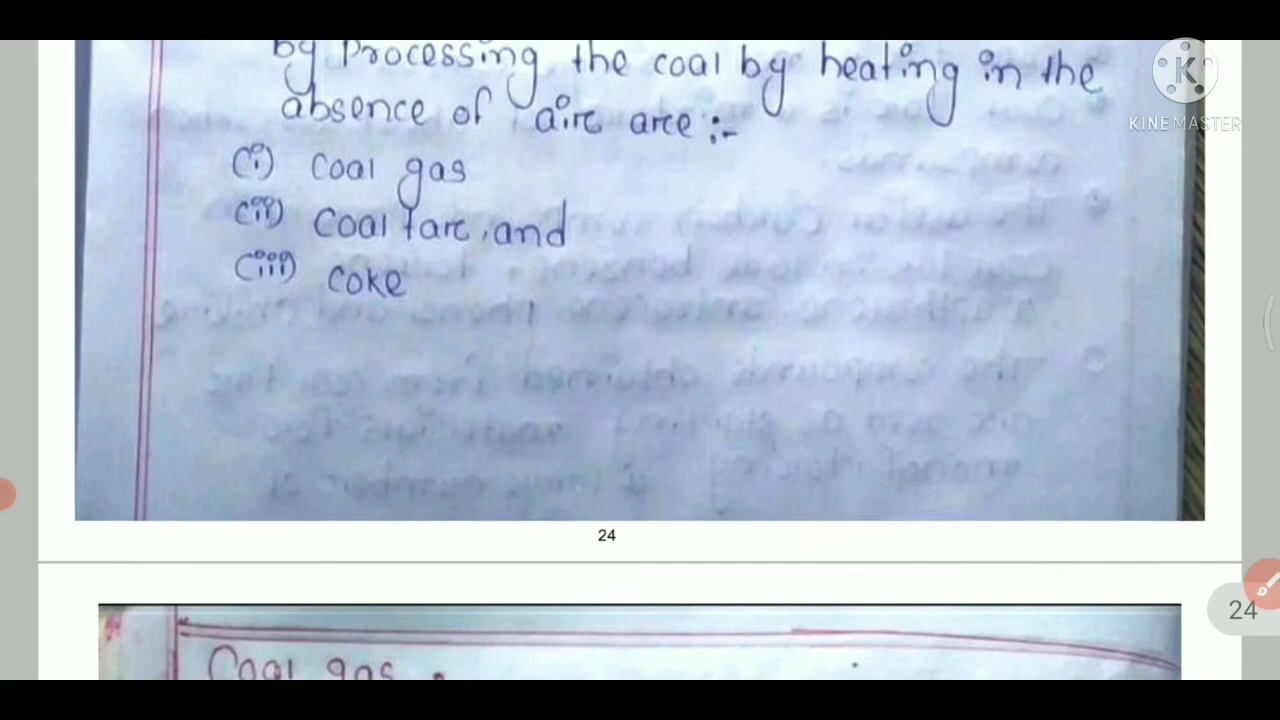 by Processing the coal by heating in the
absence of air are :-
(i) Coal gas
(ii) Coal tar, and
(iii) Coke
K
KINEMASTER
24
24
Coal gas